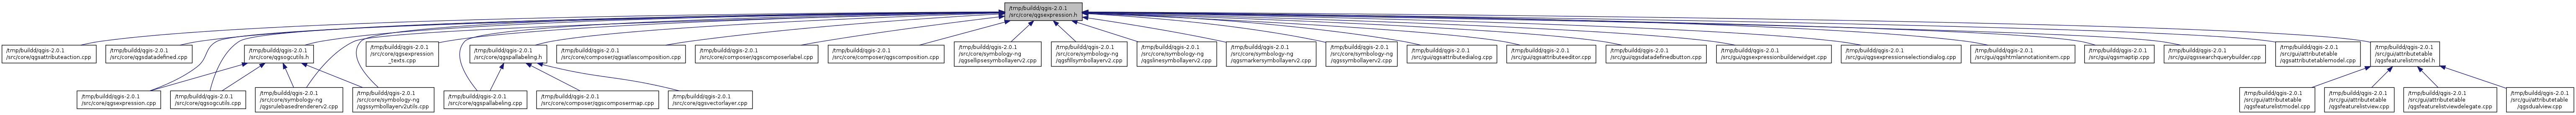 /tmp/buildd/qgis-2.0.1
/src/core/qgsexpression.h
/tmp/buildd/qgis-2.0.1
/src/core/qgsattributeaction.cpp
/tmp/buildd/qgis-2.0.1
/src/core/qgsdatadefined.cpp
/tmp/buildd/qgis-2.0.1
/src/core/qgsogcutils.h
/tmp/buildd/qgis-2.0.1
/src/core/qgsexpression
_texts.cpp
/tmp/buildd/qgis-2.0.1
/src/core/qgspallabeling.h
/tmp/buildd/qgis-2.0.1
/src/core/composer/qgsatlascomposition.cpp
/tmp/buildd/qgis-2.0.1
/src/core/composer/qgscomposerlabel.cpp
/tmp/buildd/qgis-2.0.1
/src/core/composer/qgscomposition.cpp
/tmp/buildd/qgis-2.0.1
/src/core/symbology-ng
/qgsellipsesymbollayerv2.cpp
/tmp/buildd/qgis-2.0.1
/src/core/symbology-ng
/qgsfillsymbollayerv2.cpp
/tmp/buildd/qgis-2.0.1
/src/core/symbology-ng
/qgslinesymbollayerv2.cpp
/tmp/buildd/qgis-2.0.1
/src/core/symbology-ng
/qgsmarkersymbollayerv2.cpp
/tmp/buildd/qgis-2.0.1
/src/core/symbology-ng
/qgssymbollayerv2.cpp
/tmp/buildd/qgis-2.0.1
/src/gui/qgsattributedialog.cpp
/tmp/buildd/qgis-2.0.1
/src/gui/qgsattributeeditor.cpp
/tmp/buildd/qgis-2.0.1
/src/gui/qgsdatadefinedbutton.cpp
/tmp/buildd/qgis-2.0.1
/src/gui/qgsexpressionbuilderwidget.cpp
/tmp/buildd/qgis-2.0.1
/src/gui/qgsexpressionselectiondialog.cpp
/tmp/buildd/qgis-2.0.1
/src/gui/qgshtmlannotationitem.cpp
/tmp/buildd/qgis-2.0.1
/src/gui/qgsmaptip.cpp
/tmp/buildd/qgis-2.0.1
/src/gui/qgssearchquerybuilder.cpp
/tmp/buildd/qgis-2.0.1
/src/gui/attributetable
/qgsattributetablemodel.cpp
/tmp/buildd/qgis-2.0.1
/src/gui/attributetable
/qgsfeaturelistmodel.h
/tmp/buildd/qgis-2.0.1
/src/core/qgsexpression.cpp
/tmp/buildd/qgis-2.0.1
/src/core/qgsogcutils.cpp
/tmp/buildd/qgis-2.0.1
/src/core/symbology-ng
/qgsrulebasedrendererv2.cpp
/tmp/buildd/qgis-2.0.1
/src/core/symbology-ng
/qgssymbollayerv2utils.cpp
/tmp/buildd/qgis-2.0.1
/src/core/qgspallabeling.cpp
/tmp/buildd/qgis-2.0.1
/src/core/composer/qgscomposermap.cpp
/tmp/buildd/qgis-2.0.1
/src/core/qgsvectorlayer.cpp
/tmp/buildd/qgis-2.0.1
/src/gui/attributetable
/qgsfeaturelistmodel.cpp
/tmp/buildd/qgis-2.0.1
/src/gui/attributetable
/qgsfeaturelistview.cpp
/tmp/buildd/qgis-2.0.1
/src/gui/attributetable
/qgsfeaturelistviewdelegate.cpp
/tmp/buildd/qgis-2.0.1
/src/gui/attributetable
/qgsdualview.cpp